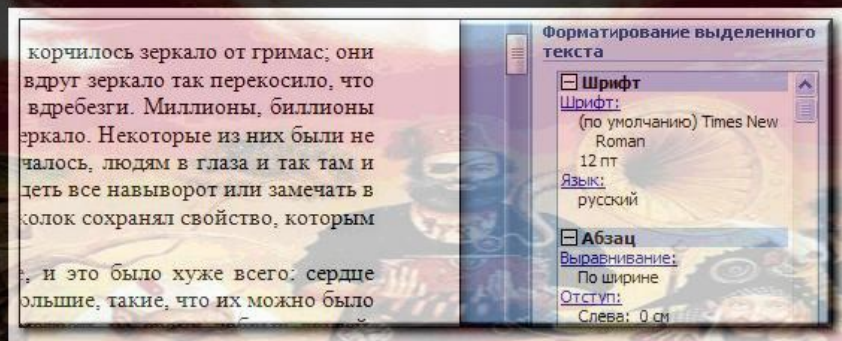 корчилось зеркало от гримас; они
вдруг зеркало так перекосило, что
вдребезги. Миллионы, биллионы
еркало. Некоторые из них были не
чалось, людям в глаза и так там и
деть все навыворот или замечать в
колок сохранял свойство, которым
е, и это было хуже всего: сердце
ольшие, такие, что их можно было
Форматирование выделенного
текста
Шрифт
Шрифт:
(по умолчанию) Times New
Roman
12 пт
Язык:
русский
Абзац
Выравнивание:
По ширине
Отступ:
Слева: 0 см